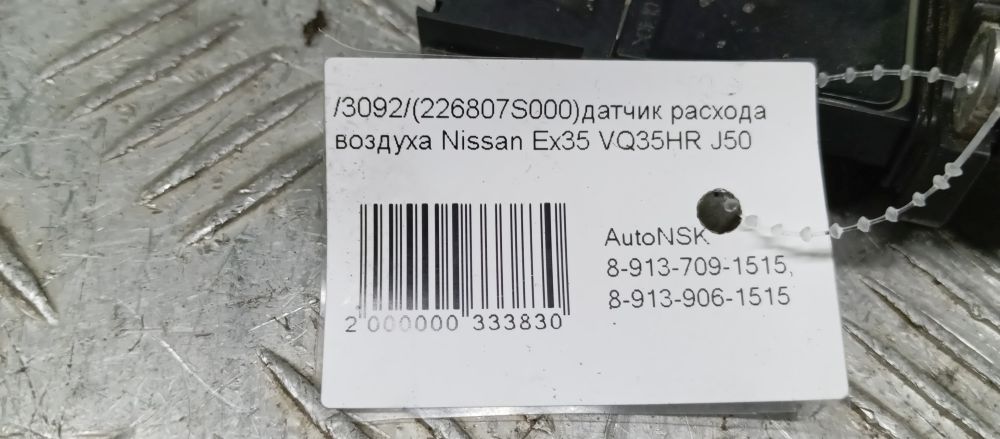 /3092/(226807S000)датчик расхода
воздуха Nissan Ex35 VQ35HR J50
AutoNSK
8-913-709-1515,
8-913-906-1515
2 000000 333830